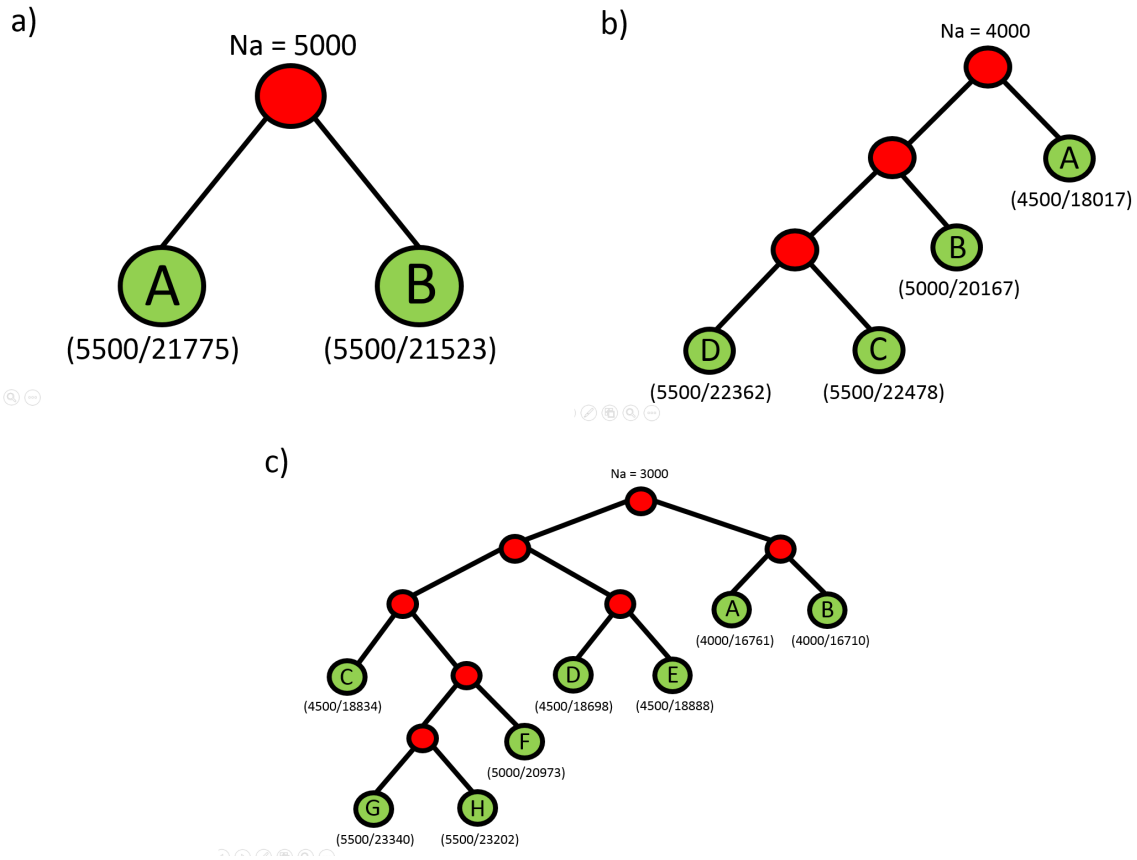 a)
Na = 5000
A
B
(5500/21775)
(5500/21523)
b)
Na = 4000
A
(4500/18017)
B
(5000/20167)
D
C
(5500/22362)
(5500/22478)
c)
Na = 3000
A
B
(4000/16761)
(4000/16710)
C
D
E
(4500/18834)
(4500/18698)
(4500/18888)
F
(5000/20973)
G
H
(5500/23340)
(5500/23202)